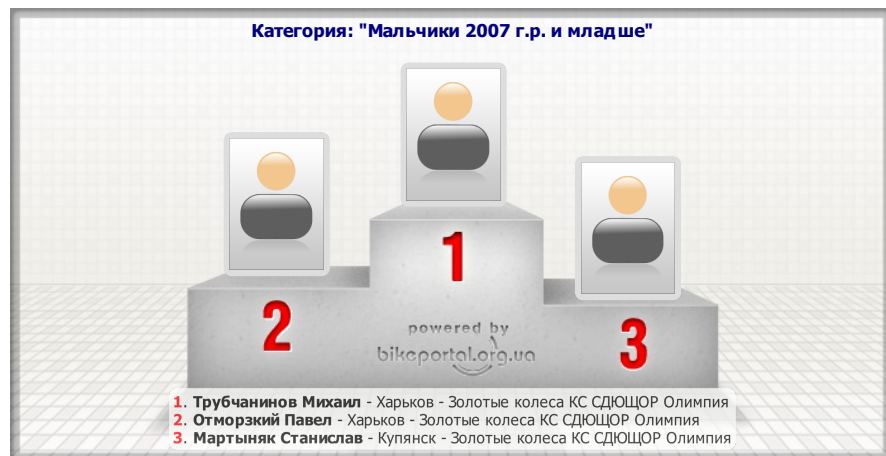 Категория: "Мальчики 2007 г.р. и младше"
1
2
3
powered by
bikeportal.org.ua
1. Трубчанинов Михаил - Харьков - Золотые колеса КС СДЮЩОР Олимпия
2. Отморзкий Павел - Харьков - Золотые колеса КС СДЮЩОР Олимпия
3. Мартыняк Станислав - Купянск - Золотые колеса КС СДЮЩОР Олимпия